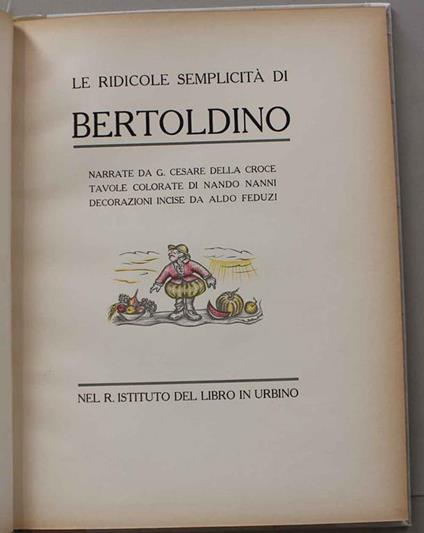 LE RIDICOLE SEMPLICITÀ DI
BERTOLDINO
NARRATE DA G. CESARE DELLA CROCE
TAVOLE COLORATE DI NANDO NANNI
DECORAZIONI INCISE DA ALDO FEDUZI
NEL R. ISTITUTO DEL LIBRO IN URBINO